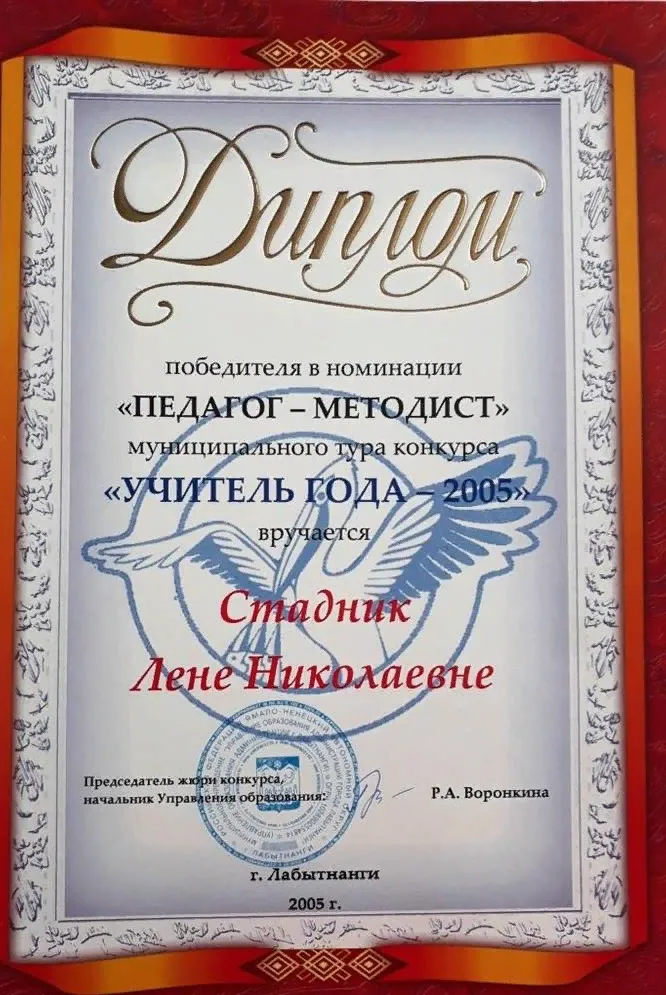 Диплом
победителя в номинации
«ПЕДАГОГ – МЕТОДИСТ»
муниципального тура конкурса
«УЧИТЕЛЬ ГОДА – 2005»
вручается
Стадник
Лене Николаевне
Председатель жюри конкурса,
начальник Управления образования:
Р.А. Воронкина
г. Лабытнанги
2005 г.